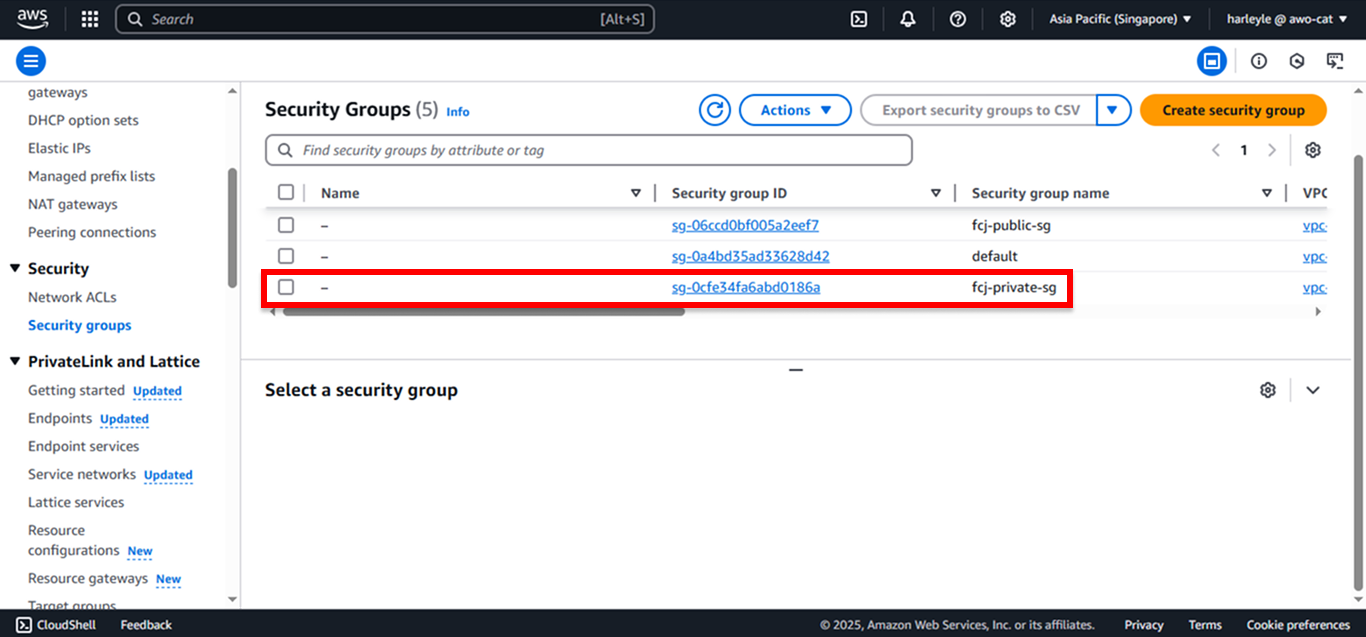 aws
Search [Alt+S]
Asia Pacific (Singapore)
harleyle @ awo-cat
gateways
DHCP option sets
Elastic IPs
Managed prefix lists
NAT gateways
Peering connections
Security
Network ACLs
Security groups
PrivateLink and Lattice
Getting started Updated
Endpoints Updated
Endpoint services
Service networks Updated
Lattice services
Resource
configurations New
Resource gateways New
Target groups
Security Groups (5) Info
Actions
Export security groups to CSV
Create security group
Find security groups by attribute or tag
1
Name Security group ID Security group name VPC
– sg-06ccd0bf005a2eef7 fcj-public-sg vpc-
– sg-0a4bd35ad33628d42 default vpc-
– sg-0cfe34fa6abd0186a fcj-private-sg vpc-
Select a security group
CloudShell Feedback
© 2025, Amazon Web Services, Inc. or its affiliates. Privacy Terms Cookie preferences